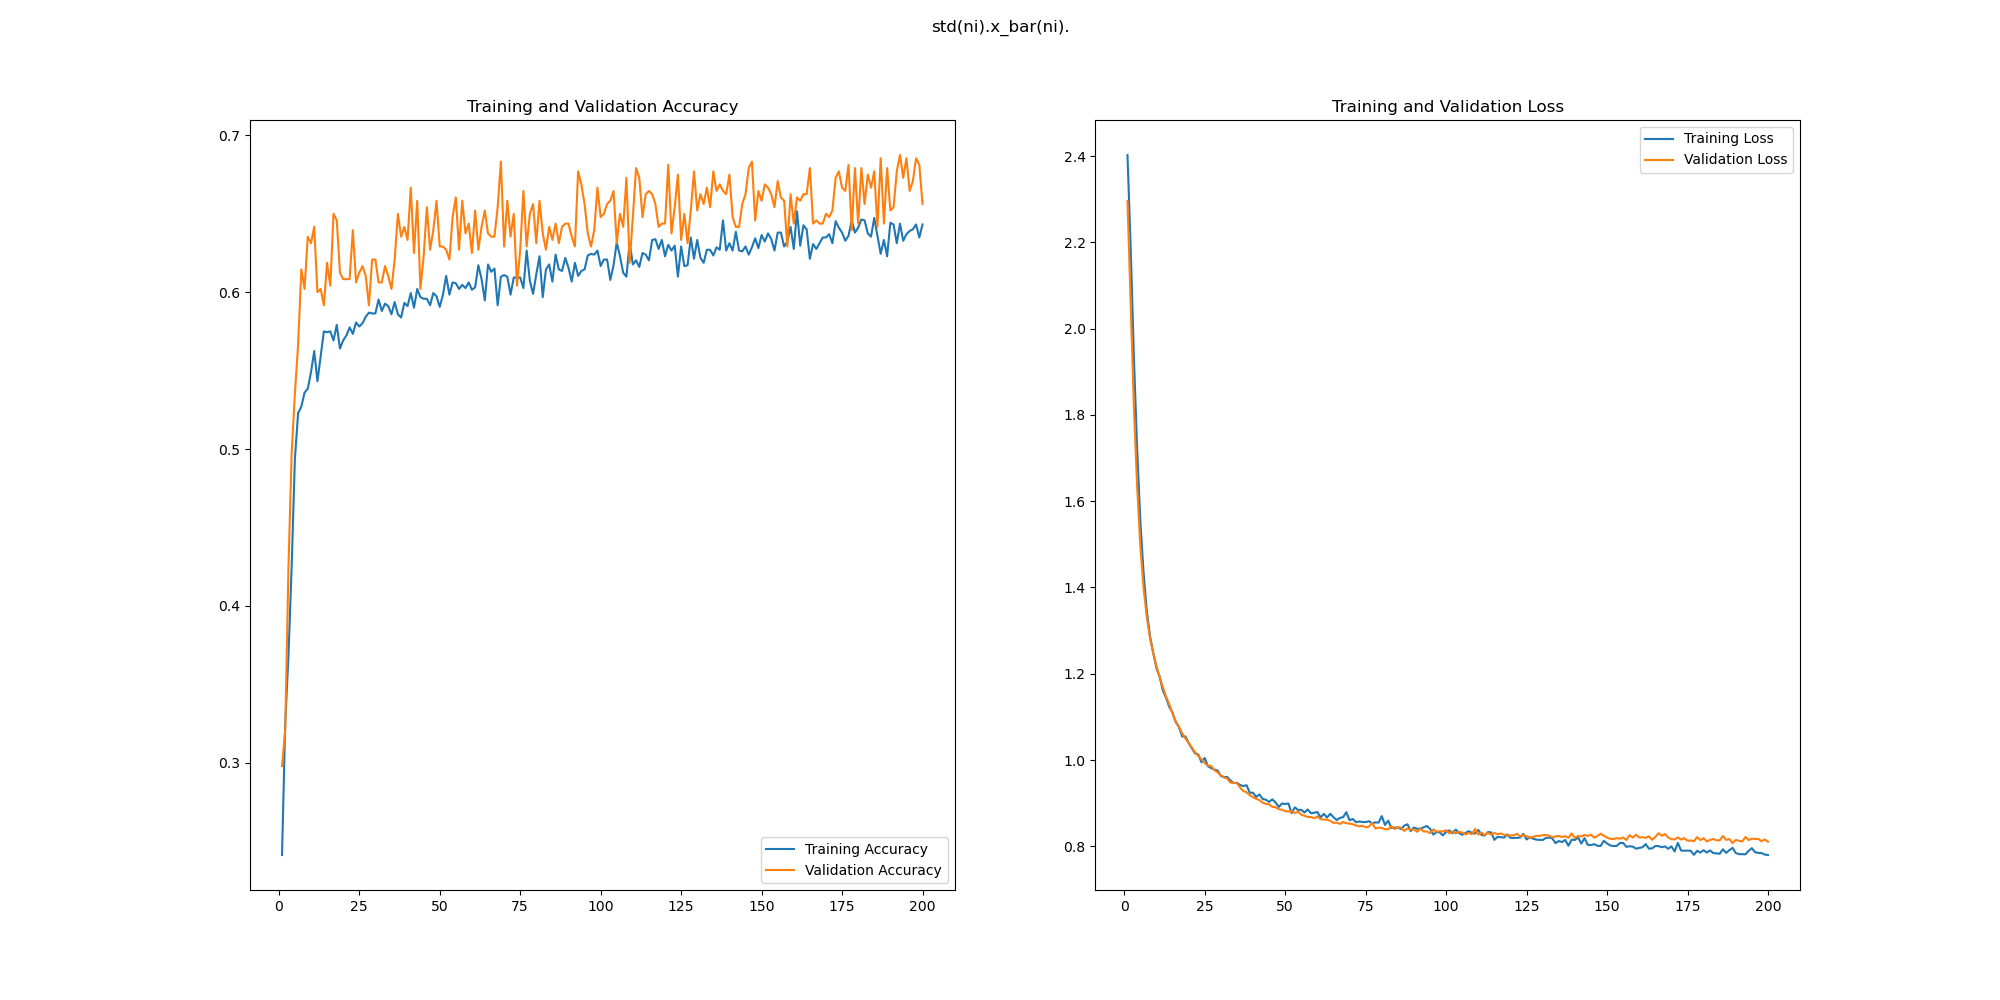 std(ni).x_bar(ni).
Training and Validation Accuracy
0.7
0.6
0.5
0.4
0.3
0 25 50 75 100 125 150 175 200
Training Accuracy
Validation Accuracy
Training and Validation Loss
2.4
2.2
2.0
1.8
1.6
1.4
1.2
1.0
0.8
0 25 50 75 100 125 150 175 200
Training Loss
Validation Loss